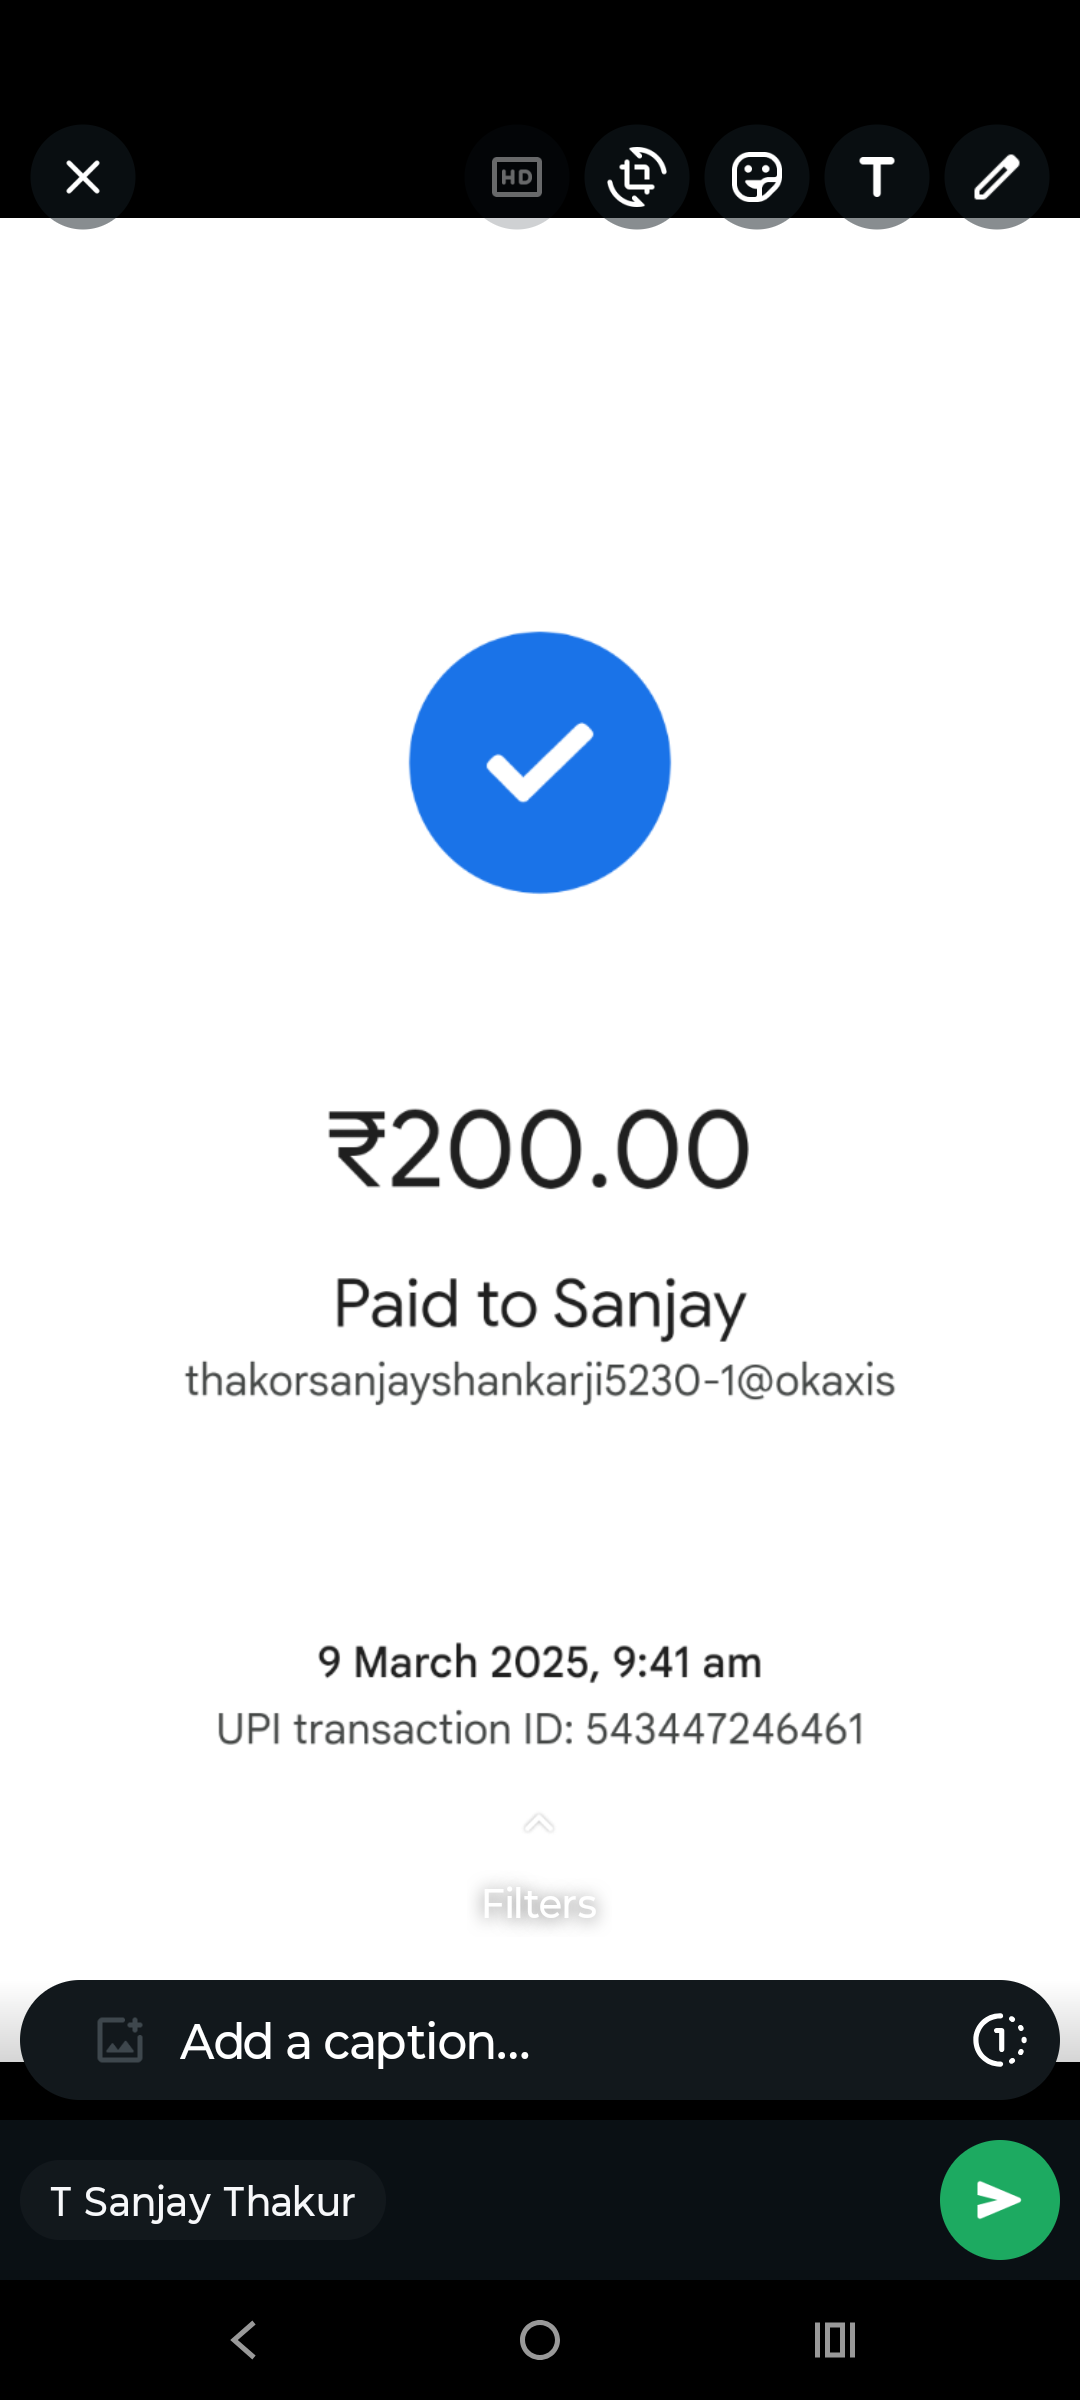 HD
T
₹200.00
Paid to Sanjay
thakorsanjayshankarji5230-1@okaxis
9 March 2025, 9:41 am
UPI transaction ID: 543447246461
Filters
Add a caption...
1
T Sanjay Thakur